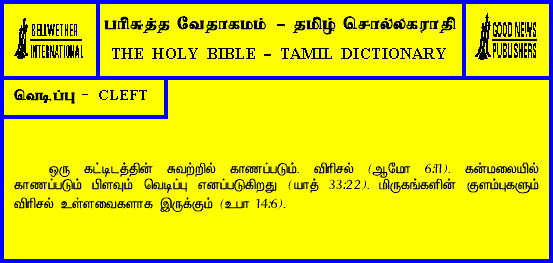 BELLWETHER
INTERNATIONAL
பரிசுத்த வேதாகமம் - தமிழ் சொல்லகராதி
THE HOLY BIBLE - TAMIL DICTIONARY
GOOD NEWS
PUBLISHERS
வெடிப்பு - CLEFT
ஒரு கட்டிடத்தின் சுவற்றில் காணப்படும். விரிசல் (ஆமோ 6:11). கன்மலையில்
காணப்படும் பிளவும் வெடிப்பு எனப்படுகிறது (யாத் 33:22). மிருகங்களின் குளம்புகளும்
விரிசல் உள்ளவைகளாக இருக்கும் (உபா 14:6).